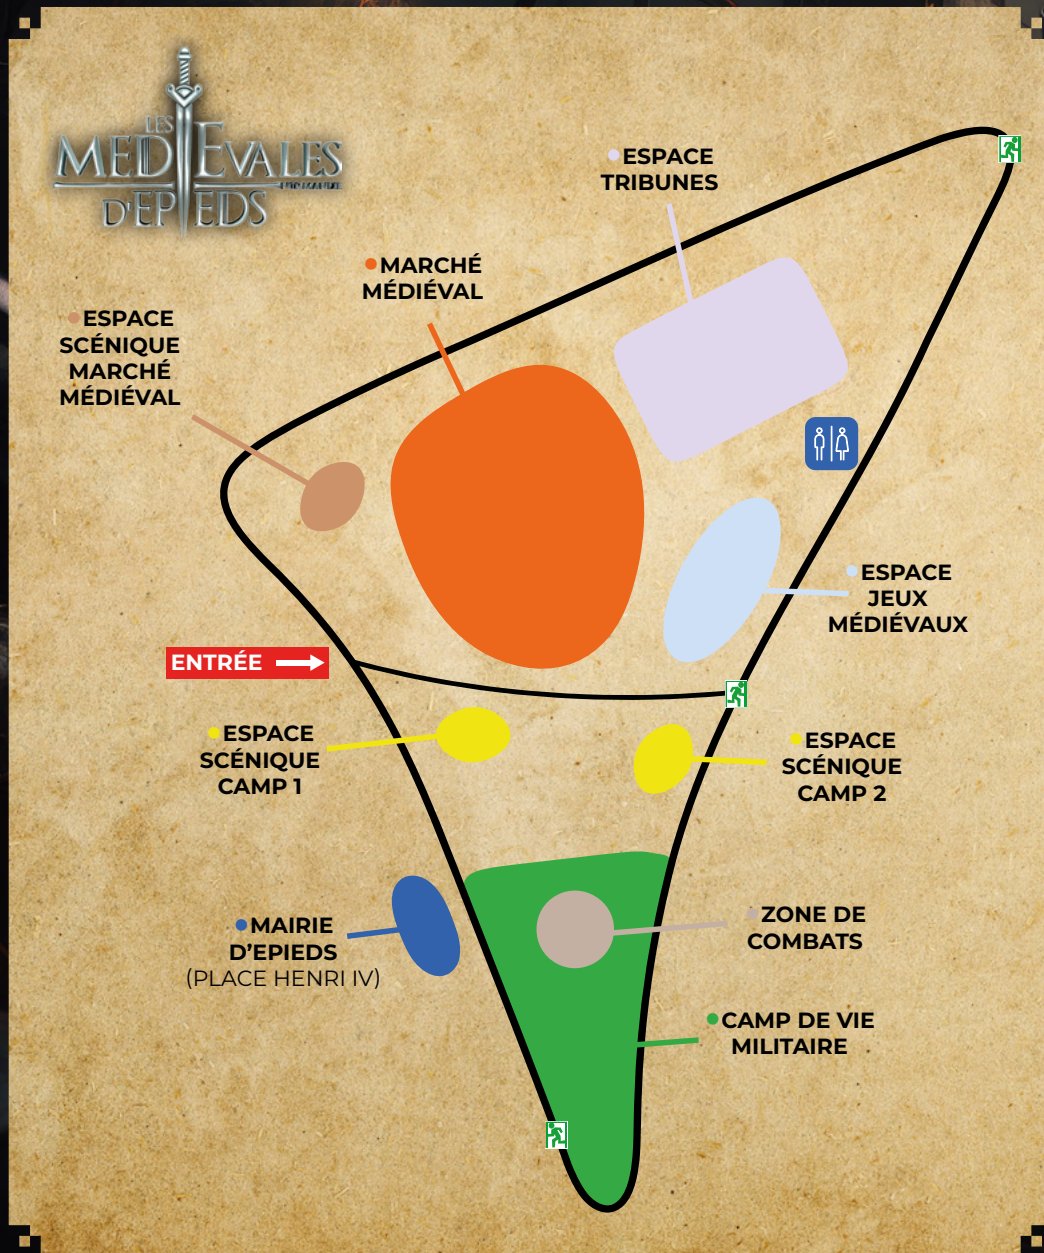 LES
MEDIEVALES
D'EPIEDS
ESPACE
TRIBUNES
MARCHÉ
MÉDIÉVAL
ESPACE
SCÉNIQUE
MARCHÉ
MÉDIÉVAL
ESPACE
JEUX
MÉDIÉVAUX
ENTRÉE
ESPACE
SCÉNIQUE
CAMP 1
ESPACE
SCÉNIQUE
CAMP 2
MAIRIE
D’EPIEDS
(PLACE HENRI IV)
ZONE DE
COMBATS
CAMP DE VIE
MILITAIRE